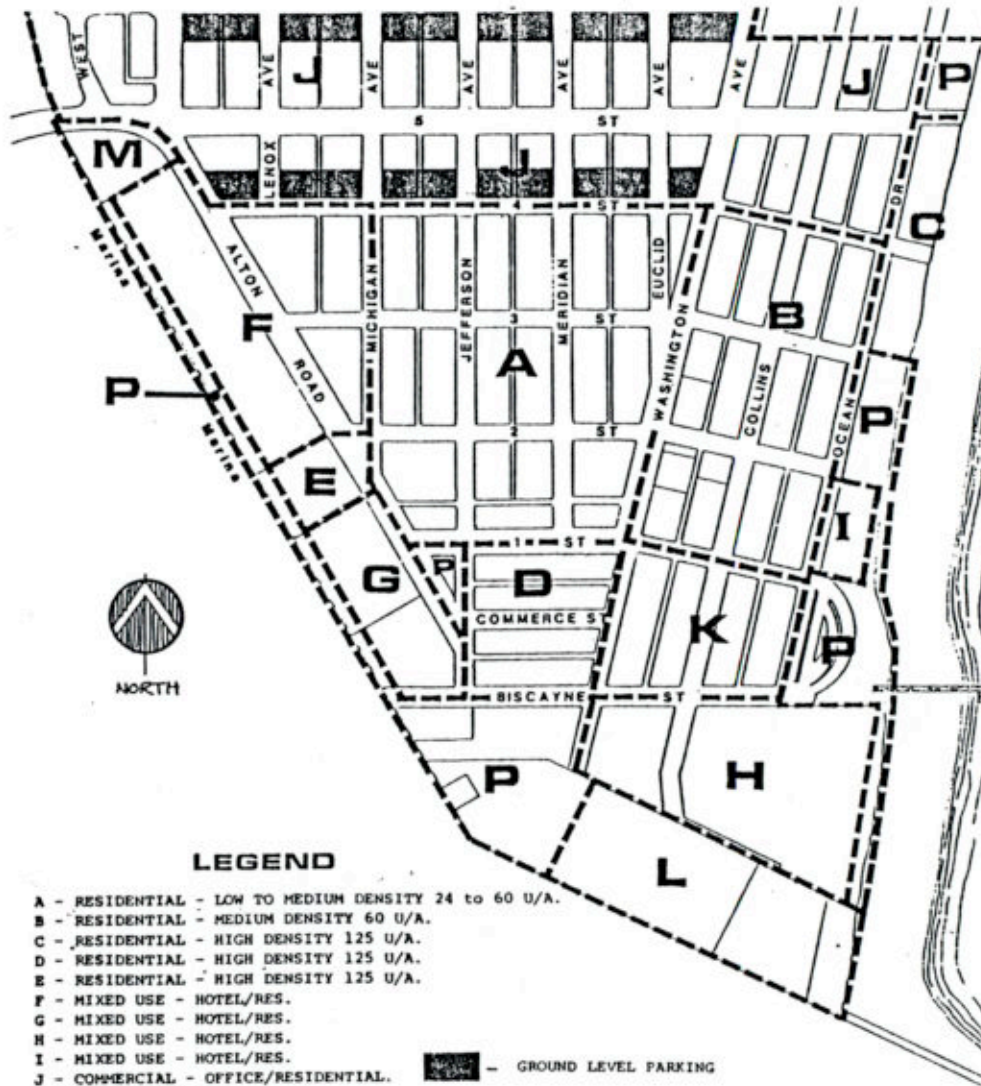 WEST
AVE
AVE
AVE
AVE
AVE
AVE
J
J
P
5 ST
M
LENOX
J
DR
4 ST
C
Marina
ALTON
ROAD
MICHIGAN
JEFFERSON
MERIDIAN
EUCLID
WASHINGTON
B
F
3 ST
A
COLLINS
OCEAN
P
P
Marina
2 ST
E
I
1 ST
G
P
D
COMMERCE ST
K
P
NORTH
BISCAYNE ST
P
H
L
LEGEND
A - RESIDENTIAL - LOW TO MEDIUM DENSITY 24 to 60 U/A.
B - RESIDENTIAL - MEDIUM DENSITY 60 U/A.
C - RESIDENTIAL - HIGH DENSITY 125 U/A.
D - RESIDENTIAL - HIGH DENSITY 125 U/A.
E - RESIDENTIAL - HIGH DENSITY 125 U/A.
F - MIXED USE - HOTEL/RES.
G - MIXED USE - HOTEL/RES.
H - MIXED USE - HOTEL/RES.
I - MIXED USE - HOTEL/RES.
J - COMMERCIAL - OFFICE/RESIDENTIAL.
- GROUND LEVEL PARKING